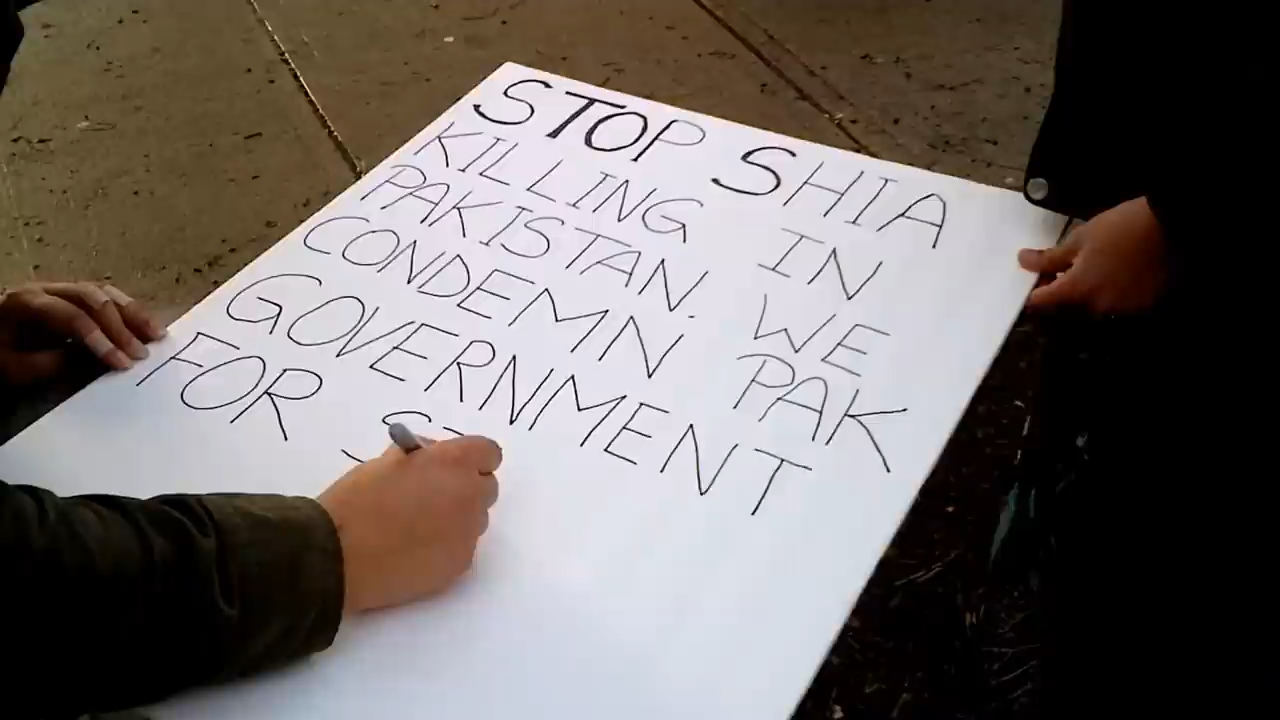 STOP SHIA
KILLING IN
PAKISTAN. WE
CONDEMN PAK
GOVERNMENT
FOR